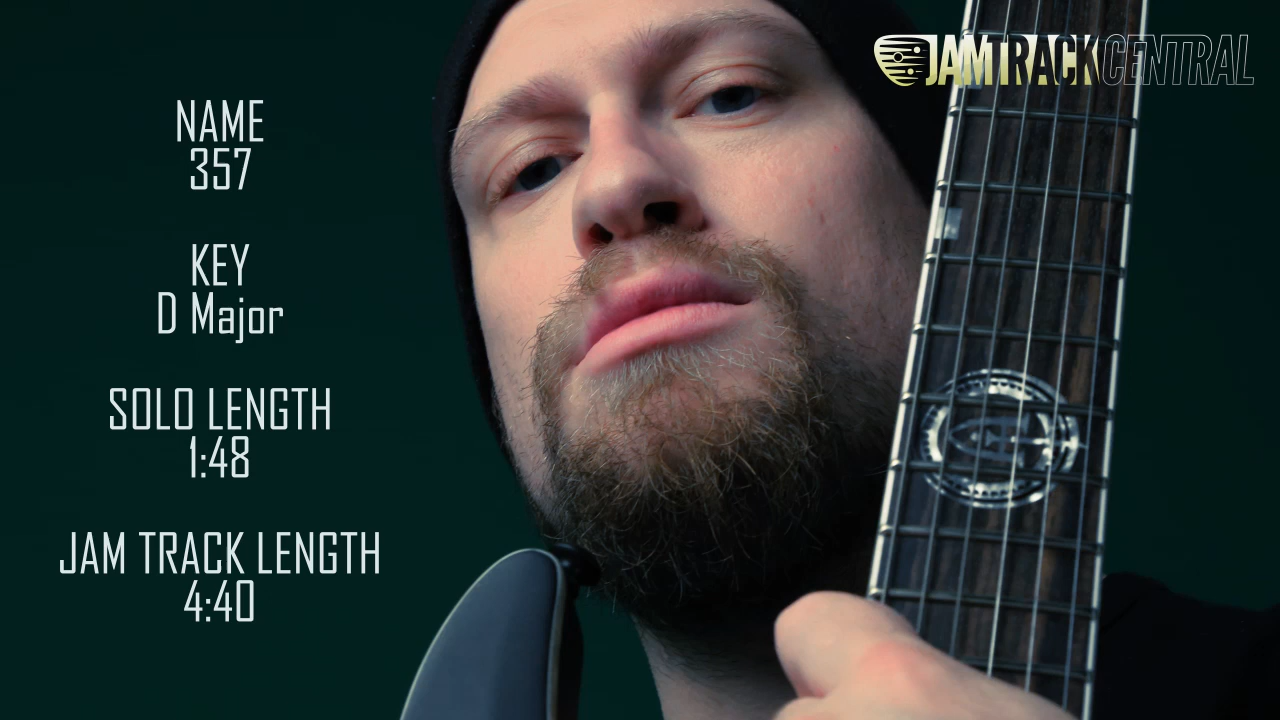 JAMTRACKCENTRAL
NAME
357
KEY
D Major
SOLO LENGTH
1:48
JAM TRACK LENGTH
4:40